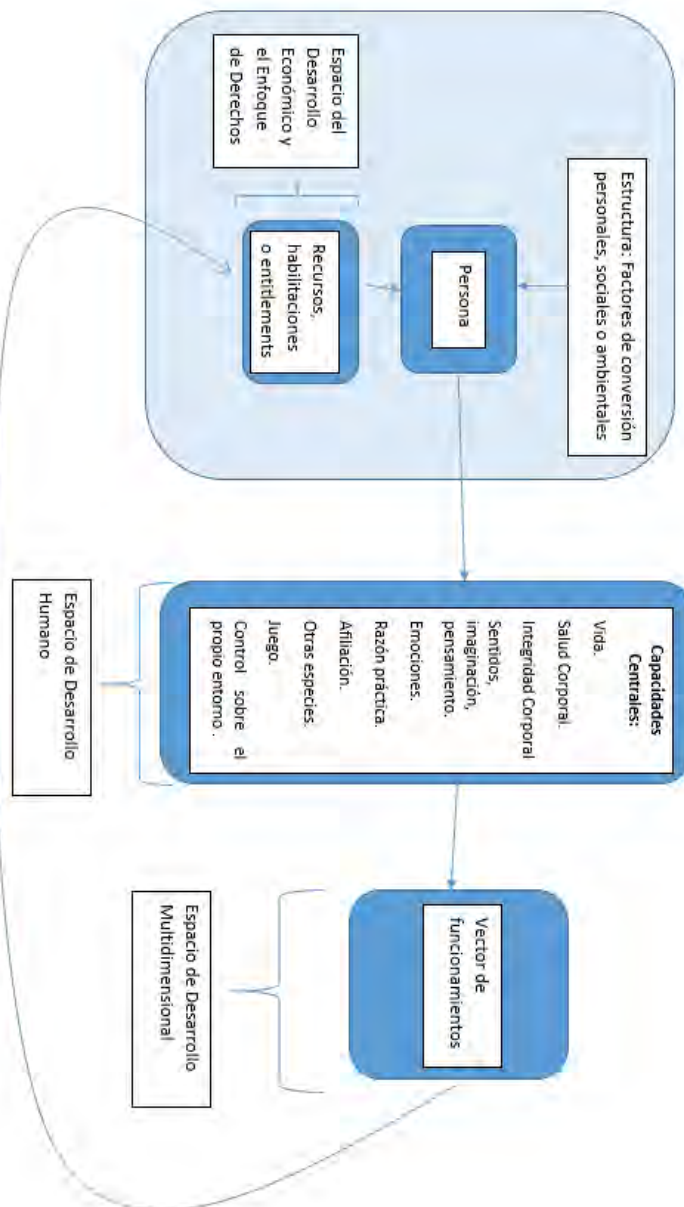 Estructura: Factores de conversión
personales, sociales o ambientales
Persona
Espacio del
Desarrollo
Económico y
el Enfoque
de Derechos
Recursos,
habilitaciones
o entitlements
Capacidades
Centrales:
Vida.
Salud Corporal.
Integridad Corporal
Sentidos,
imaginación,
pensamiento.
Emociones.
Razón práctica.
Afiliación.
Otras especies.
Juego.
Control sobre el
propio entorno .
Espacio de Desarrollo
Humano
Vector de
funcionamientos
Espacio de Desarrollo
Multidimensional